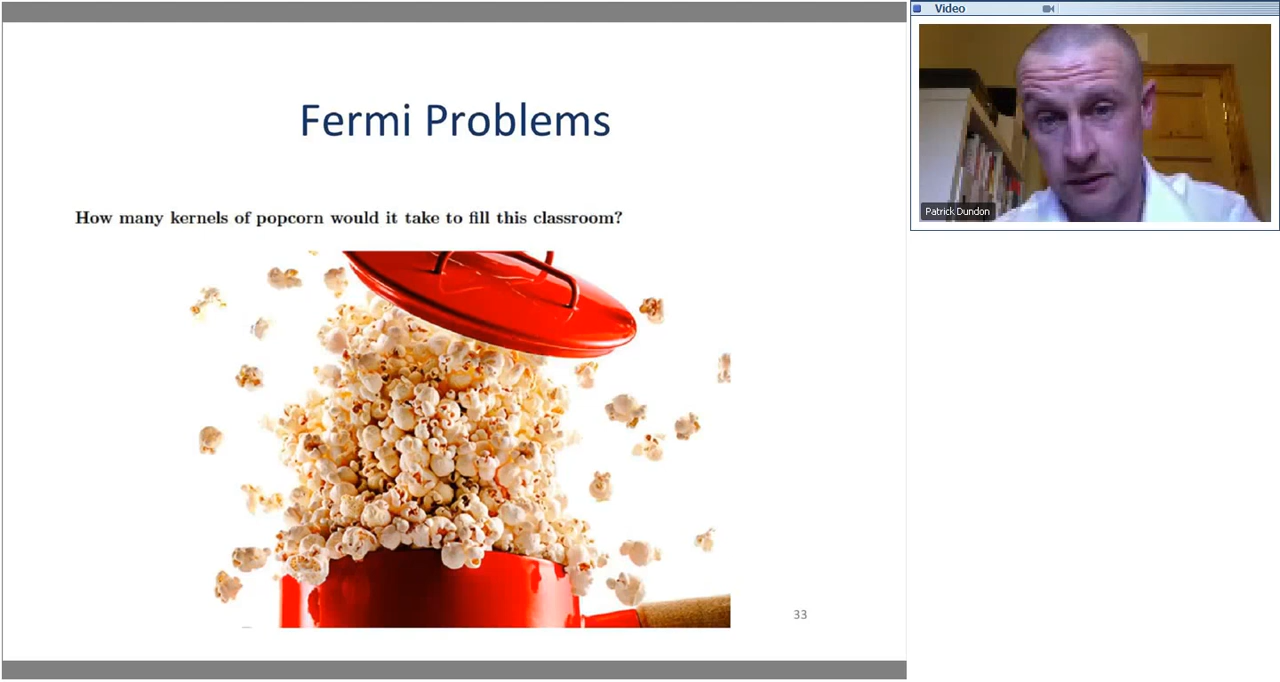 Fermi Problems
How many kernels of popcorn would it take to fill this classroom?
33
Video
Patrick Dundon